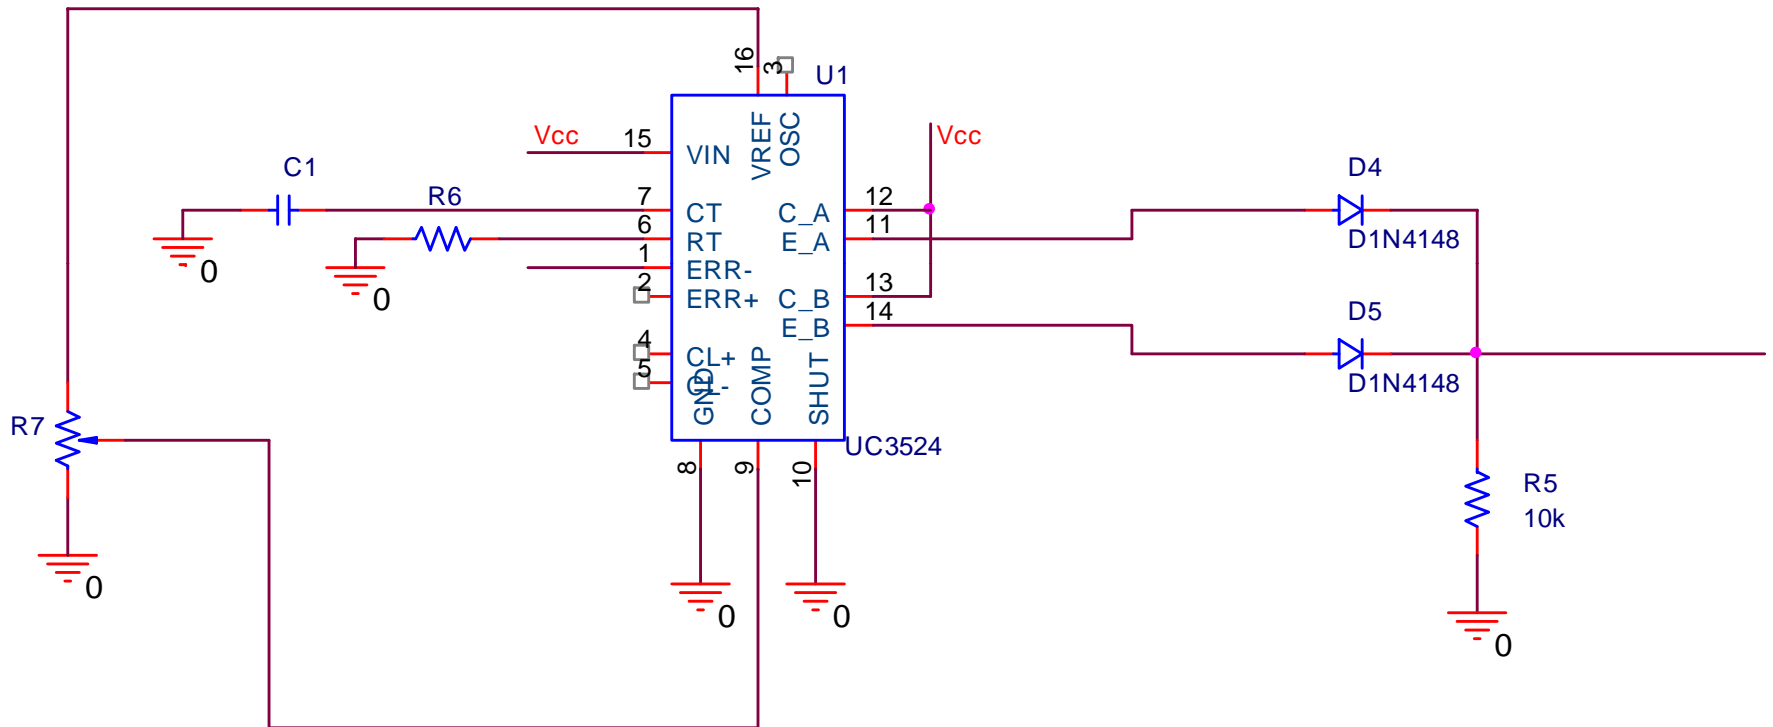 16
3
U1
Vcc
15
VIN
VREF
OSC
Vcc
C1
R6
7
CT
C_A
12
6
RT
E_A
11
1
ERR-
2
ERR+
C_B
13
E_B
14
4
CL+
5
CL-
GND
COMP
SHUT
8
9
10
UC3524
D4
D1N4148
D5
D1N4148
R7
R5
10k
0
0
0
0
0
0